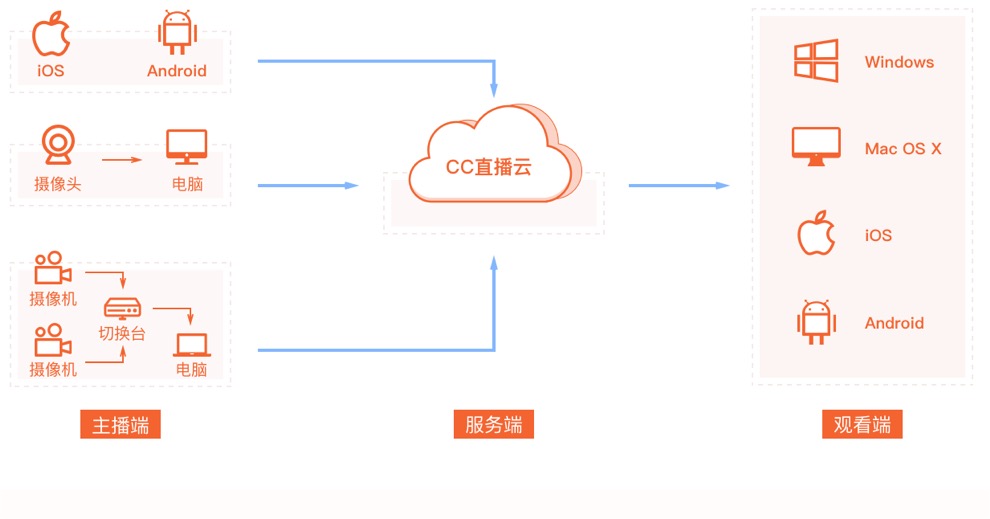 iOS
Android
摄像头
电脑
摄像机
切换台
摄像机
电脑
主播端
CC直播云
服务端
Windows
Mac OS X
iOS
Android
观看端